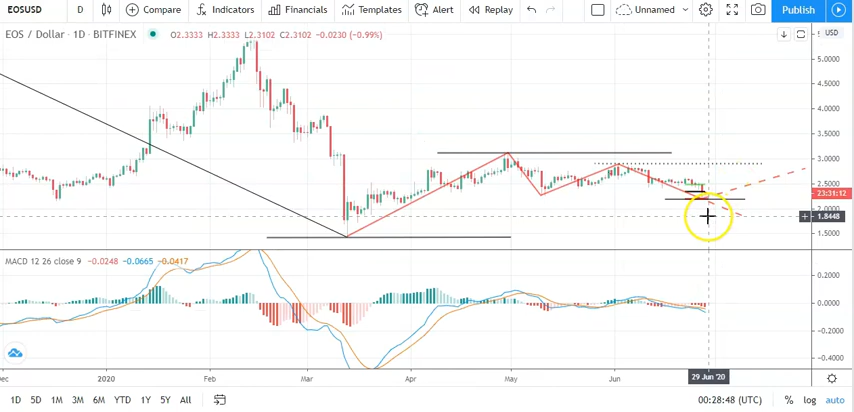 EOSUSD D Compare Indicators Financials Templates Alert Replay Unnamed Publish
EOS / Dollar · 1D · BITFINEX O2.3333 H2.3333 L2.3102 C2.3102 −0.0230 (−0.99%)
USD
5.0000
4.5000
4.0000
3.5000
3.0000
2.5000
23:31:12
2.0000
1.8448
1.5000
MACD 12 26 close 9 −0.0248 −0.0665 −0.0417
0.2000
0.0000
−0.2000
−0.4000
Dec 2020 Feb Mar Apr May Jun 29 Jun '20
1D 5D 1M 3M 6M YTD 1Y 5Y All 00:28:48 (UTC) % log auto